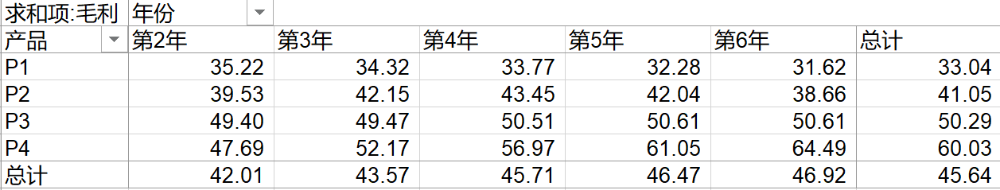 求和项:毛利 年份
产品 第2年 第3年 第4年 第5年 第6年 总计
P1 35.22 34.32 33.77 32.28 31.62 33.04
P2 39.53 42.15 43.45 42.04 38.66 41.05
P3 49.40 49.47 50.51 50.61 50.61 50.29
P4 47.69 52.17 56.97 61.05 64.49 60.03
总计 42.01 43.57 45.71 46.47 46.92 45.64